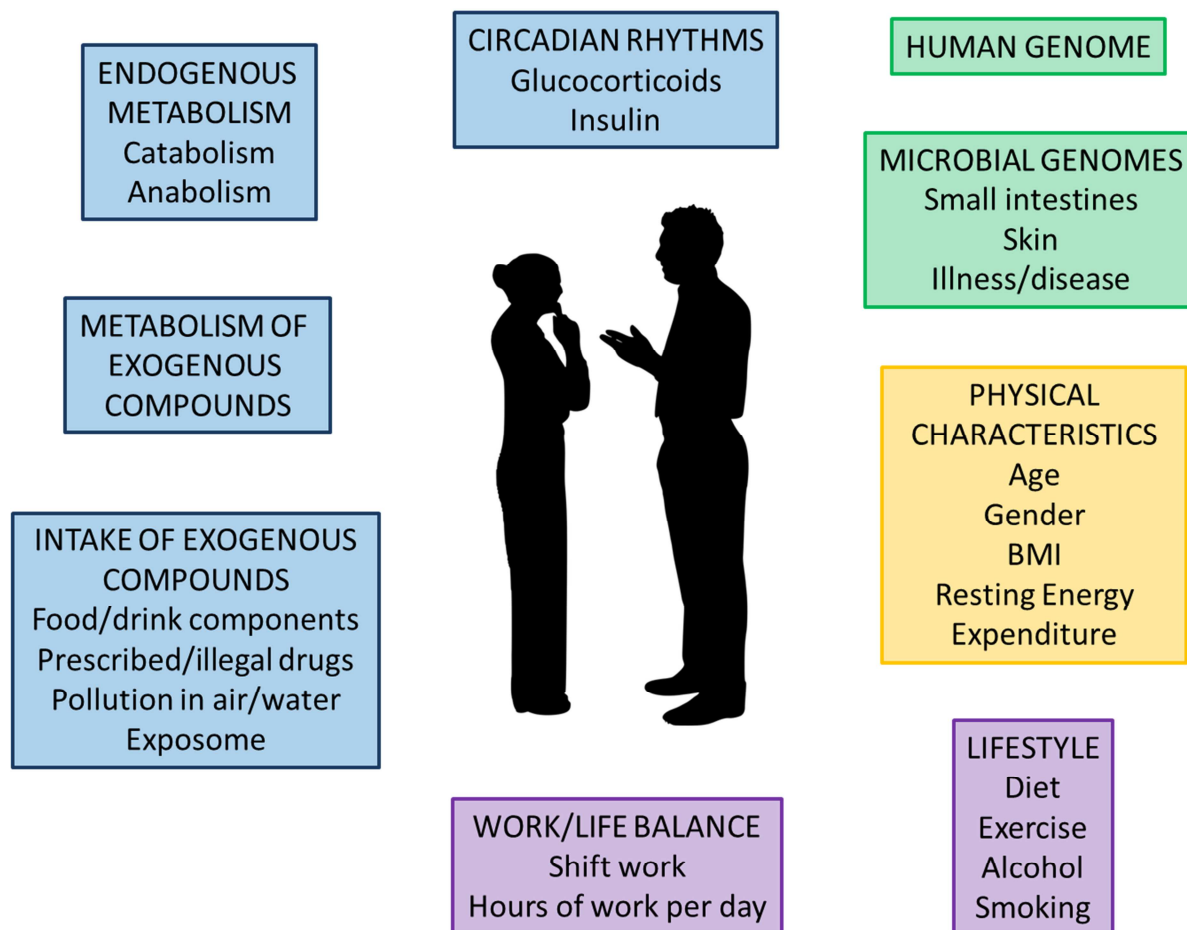 ENDOGENOUS
METABOLISM
Catabolism
Anabolism
CIRCADIAN RHYTHMS
Glucocorticoids
Insulin
HUMAN GENOME
MICROBIAL GENOMES
Small intestines
Skin
Illness/disease
METABOLISM OF
EXOGENOUS
COMPOUNDS
PHYSICAL
CHARACTERISTICS
Age
Gender
BMI
Resting Energy
Expenditure
INTAKE OF EXOGENOUS
COMPOUNDS
Food/drink components
Prescribed/illegal drugs
Pollution in air/water
Exposome
WORK/LIFE BALANCE
Shift work
Hours of work per day
LIFESTYLE
Diet
Exercise
Alcohol
Smoking